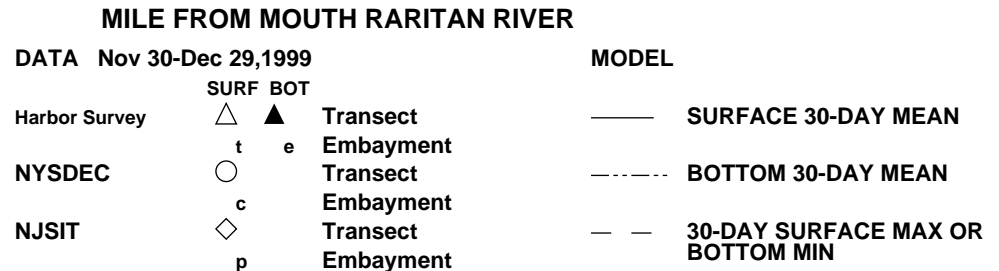 MILE FROM MOUTH RARITAN RIVER
DATA Nov 30-Dec 29,1999 MODEL
SURF BOT
Harbor Survey Transect SURFACE 30-DAY MEAN
t e Embayment
NYSDEC Transect BOTTOM 30-DAY MEAN
c Embayment
NJSIT Transect 30-DAY SURFACE MAX OR
BOTTOM MIN
p Embayment